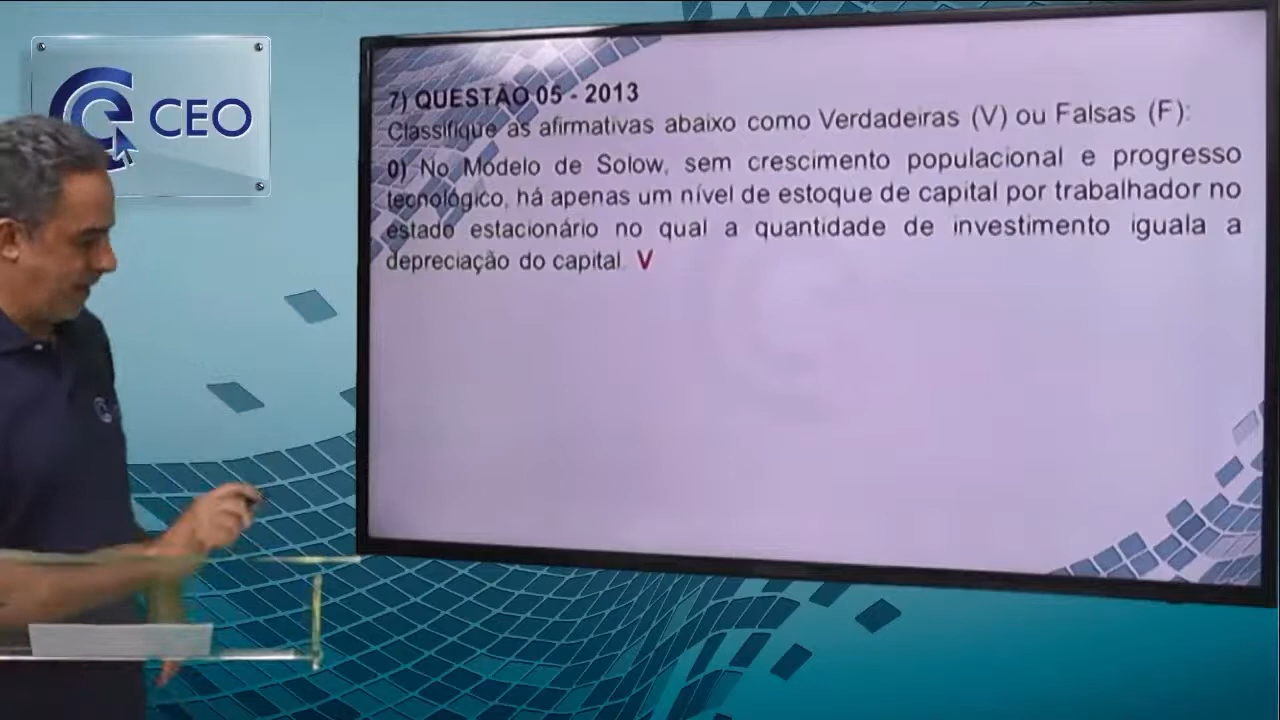 CEO
7) QUESTÃO 05 - 2013
Classifique as afirmativas abaixo como Verdadeiras (V) ou Falsas (F):
0) No Modelo de Solow, sem crescimento populacional e progresso
tecnológico, há apenas um nível de estoque de capital por trabalhador no
estado estacionário no qual a quantidade de investimento iguala a
depreciação do capital. V